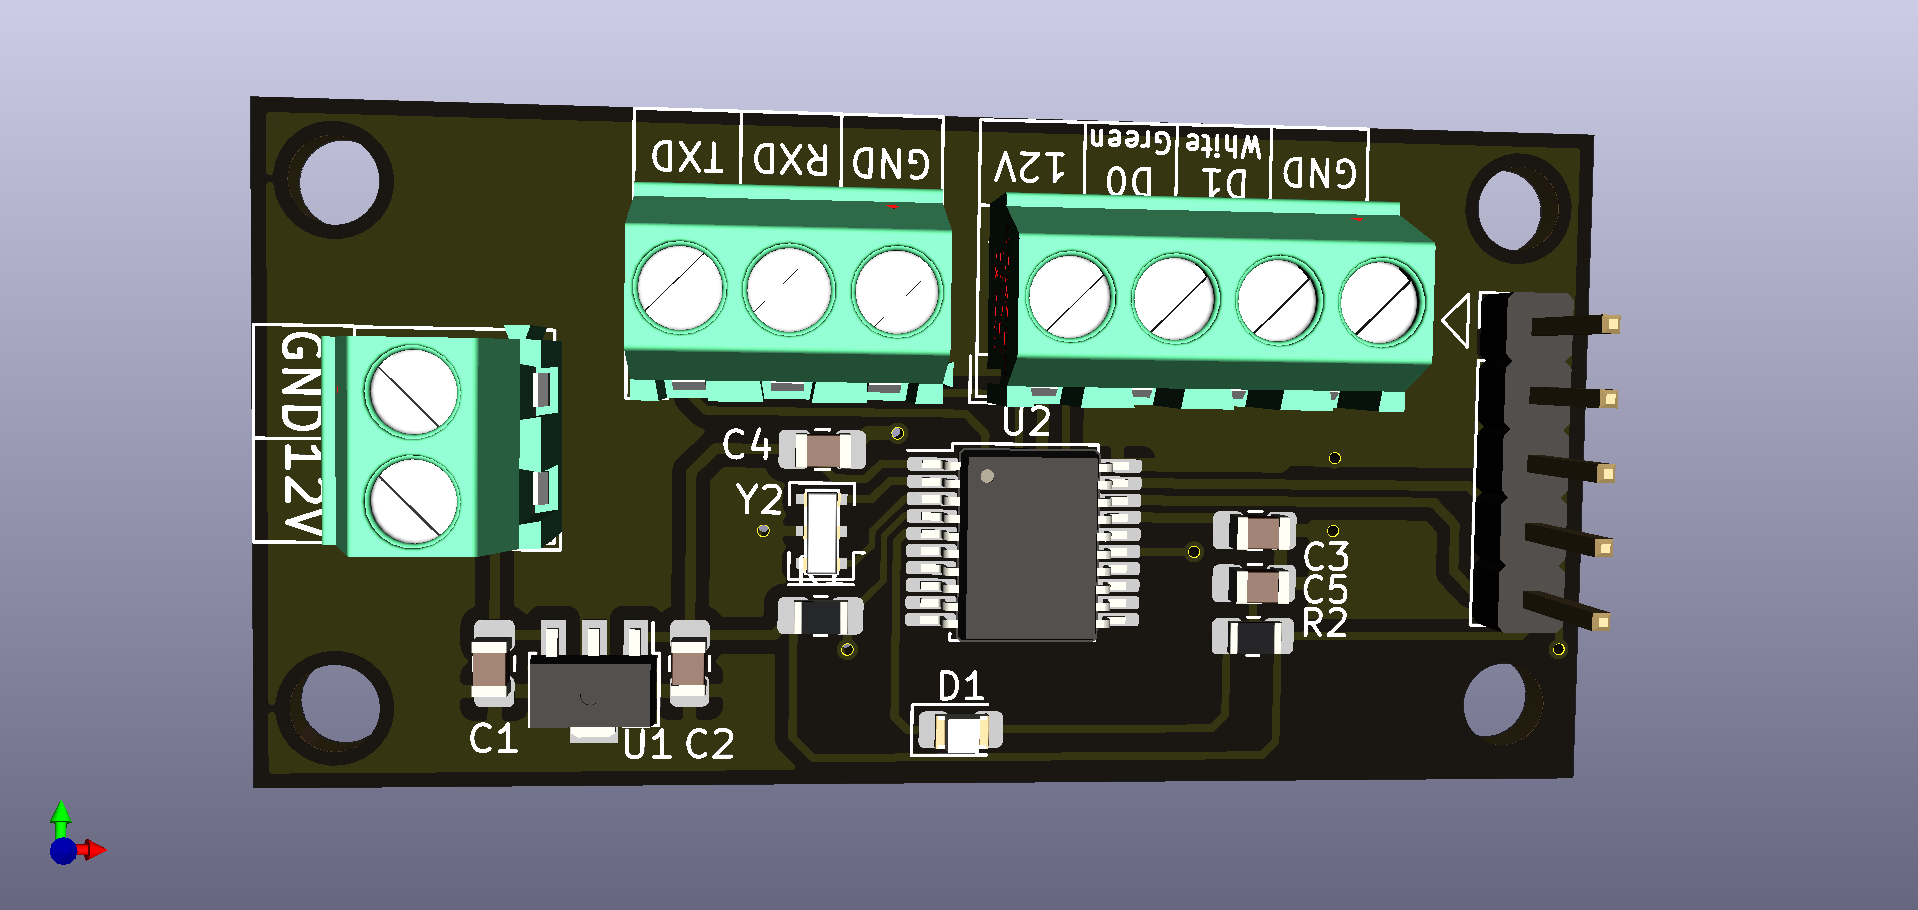 TXD
RXD
GND
12V
Green
D0
White
D1
GND
GND
12V
U2
C4
Y2
C3
C5
R2
D1
C1
U1
C2